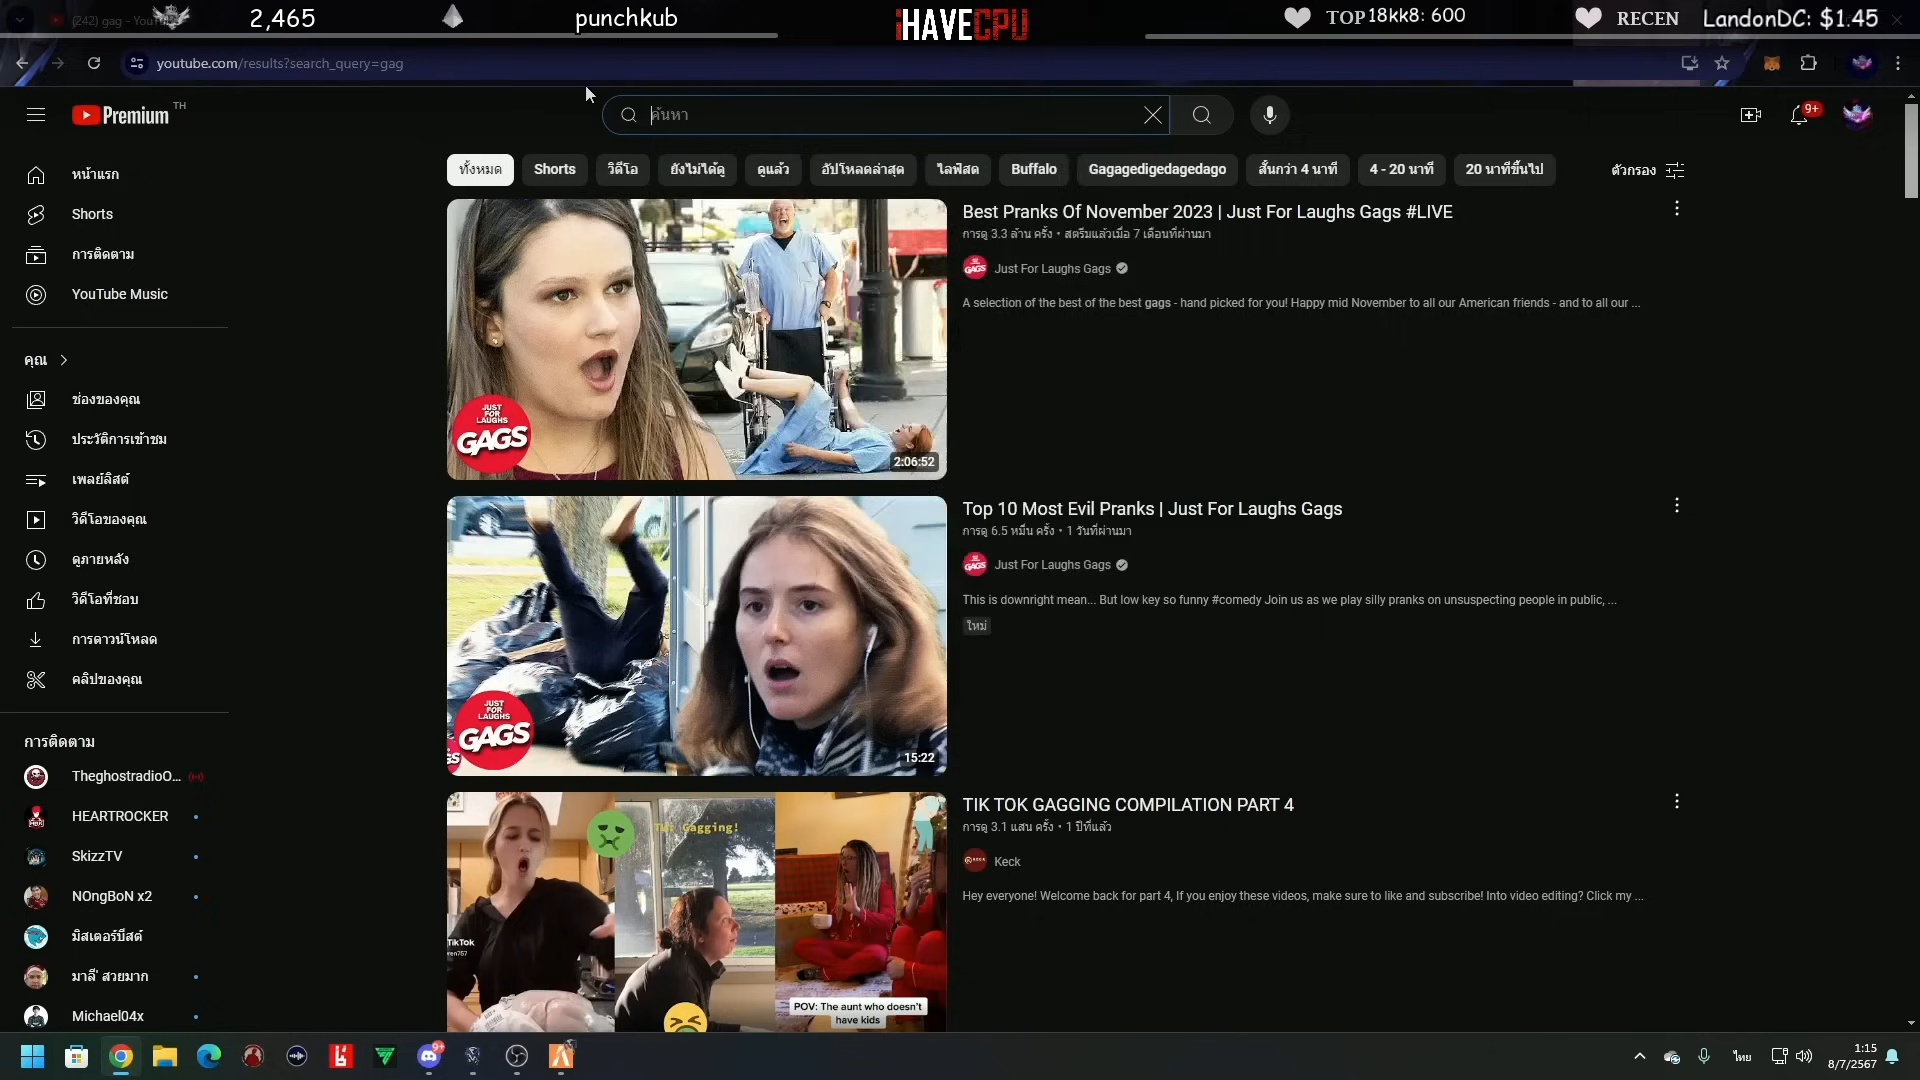 (242) gag - YouTube
2,465
punchkub
iHAVECPU
TOP 18kk8: 600
RECEN LandonDC: $1.45
youtube.com/results?search_query=gag
Premium TH
ค้นหา
9+
ทั้งหมด
Shorts
วิดีโอ
ยังไม่ได้ดู
ดูแล้ว
อัปโหลดล่าสุด
ไลฟ์สด
Buffalo
Gagagedigedagedago
สั้นกว่า 4 นาที
4 - 20 นาที
20 นาทีขึ้นไป
ตัวกรอง
หน้าแรก
Shorts
การติดตาม
YouTube Music
คุณ
ช่องของคุณ
ประวัติการเข้าชม
เพลย์ลิสต์
วิดีโอของคุณ
ดูภายหลัง
วิดีโอที่ชอบ
การดาวน์โหลด
คลิปของคุณ
การติดตาม
TheghostradioO...
HEARTROCKER
SkizzTV
NOngBoN x2
มิสเตอร์บีสต์
มาลี' สวยมาก
Michael04x
JUST
FOR
LAUGHS
GAGS
2:06:52
Best Pranks Of November 2023 | Just For Laughs Gags #LIVE
การดู 3.3 ล้าน ครั้ง • สตรีมแล้วเมื่อ 7 เดือนที่ผ่านมา
Just For Laughs Gags
A selection of the best of the best gags - hand picked for you! Happy mid November to all our American friends - and to all our ...
JUST
FOR
LAUGHS
GAGS
15:22
Top 10 Most Evil Pranks | Just For Laughs Gags
การดู 6.5 หมื่น ครั้ง • 1 วันที่ผ่านมา
Just For Laughs Gags
This is downright mean... But low key so funny #comedy Join us as we play silly pranks on unsuspecting people in public, ...
ใหม่
Gagging!
TikTok
POV: The aunt who doesn't
have kids
TIK TOK GAGGING COMPILATION PART 4
การดู 3.1 แสน ครั้ง • 1 ปีที่แล้ว
Keck
Hey everyone! Welcome back for part 4, If you enjoy these videos, make sure to like and subscribe! Into video editing? Click my ...
9+
ไทย
1:15
8/7/2567